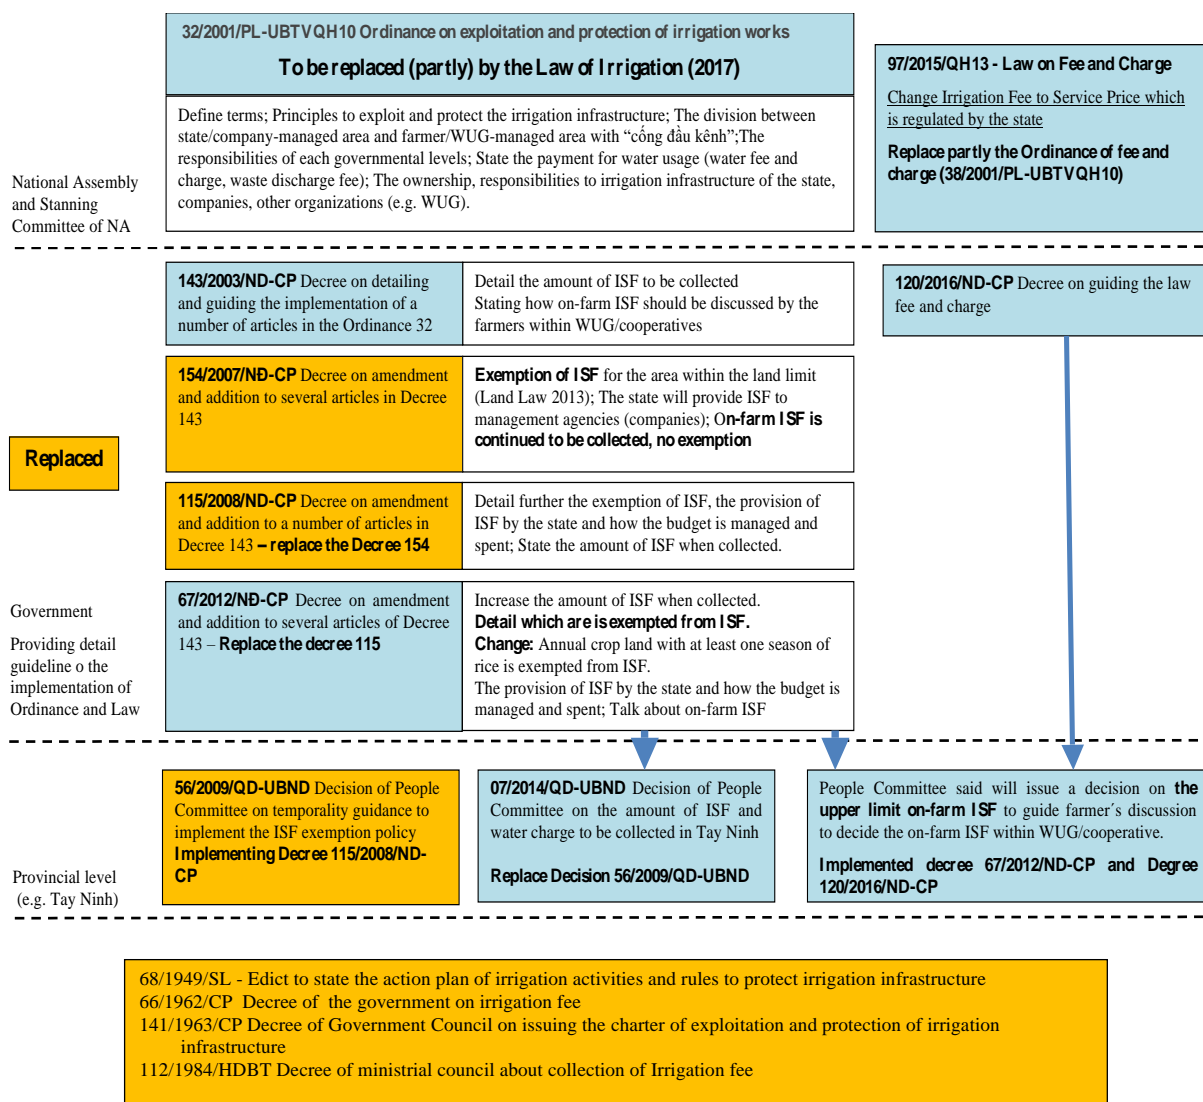 32/2001/PL-UBTVQH10 Ordinance on exploitation and protection of irrigation works
To be replaced (partly) by the Law of Irrigation (2017)
Define terms; Principles to exploit and protect the irrigation infrastructure; The division between
state/company-managed area and farmer/WUG-managed area with “cống đầu kênh”;The
responsibilities of each governmental levels; State the payment for water usage (water fee and
charge, waste discharge fee); The ownership, responsibilities to irrigation infrastructure of the state,
companies, other organizations (e.g. WUG).
97/2015/QH13 - Law on Fee and Charge
Change Irrigation Fee to Service Price which
is regulated by the state
Replace partly the Ordinance of fee and
charge (38/2001/PL-UBTVQH10)
National Assembly
and Stanning
Committee of NA
143/2003/ND-CP Decree on detailing
and guiding the implementation of a
number of articles in the Ordinance 32
Detail the amount of ISF to be collected
Stating how on-farm ISF should be discussed by the
farmers within WUG/cooperatives
120/2016/ND-CP Decree on guiding the law
fee and charge
154/2007/NĐ-CP Decree on amendment
and addition to several articles in Decree
143
Exemption of ISF for the area within the land limit
(Land Law 2013); The state will provide ISF to
management agencies (companies); On-farm ISF is
continued to be collected, no exemption
Replaced
115/2008/ND-CP Decree on amendment
and addition to a number of articles in
Decree 143 – replace the Decree 154
Detail further the exemption of ISF, the provision of
ISF by the state and how the budget is managed and
spent; State the amount of ISF when collected.
67/2012/NĐ-CP Decree on amendment
and addition to several articles of Decree
143 – Replace the decree 115
Increase the amount of ISF when collected.
Detail which are is exempted from ISF.
Change: Annual crop land with at least one season of
rice is exempted from ISF.
The provision of ISF by the state and how the budget is
managed and spent; Talk about on-farm ISF
Government
Providing detail
guideline o the
implementation of
Ordinance and Law
56/2009/QD-UBND Decision of People
Committee on temporality guidance to
implement the ISF exemption policy
Implementing Decree 115/2008/ND-
CP
07/2014/QD-UBND Decision of People
Committee on the amount of ISF and
water charge to be collected in Tay Ninh
Replace Decision 56/2009/QD-UBND
People Committee said will issue a decision on the
upper limit on-farm ISF to guide farmer´s discussion
to decide the on-farm ISF within WUG/cooperative.
Implemented decree 67/2012/ND-CP and Degree
120/2016/ND-CP
Provincial level
(e.g. Tay Ninh)
68/1949/SL - Edict to state the action plan of irrigation activities and rules to protect irrigation infrastructure
66/1962/CP Decree of the government on irrigation fee
141/1963/CP Decree of Government Council on issuing the charter of exploitation and protection of irrigation
infrastructure
112/1984/HDBT Decree of ministrial council about collection of Irrigation fee